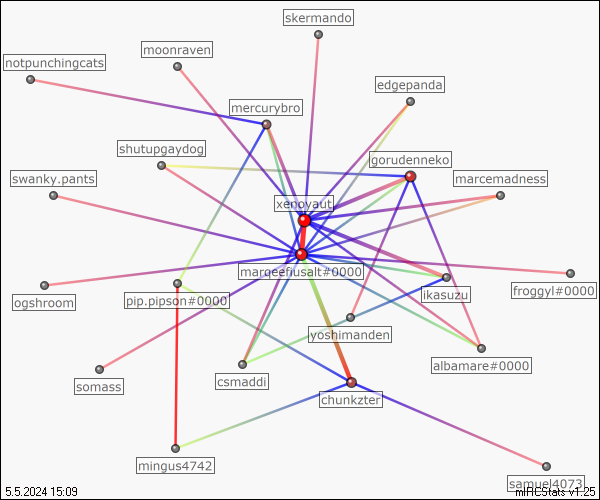 skermando
moonraven
notpunchingcats
edgepanda
mercurybro
shutupgaydog
gorudenneko
swanky.pants
marcemadness
xenoyaut
marqeefiusalt#0000
ikasuzu
froggyl#0000
ogshroom
pip.pipson#0000
yoshimanden
albamare#0000
somass
csmaddi
chunkzter
mingus4742
samuel4073
5.5.2024 15:09
mIRCStats v1.25